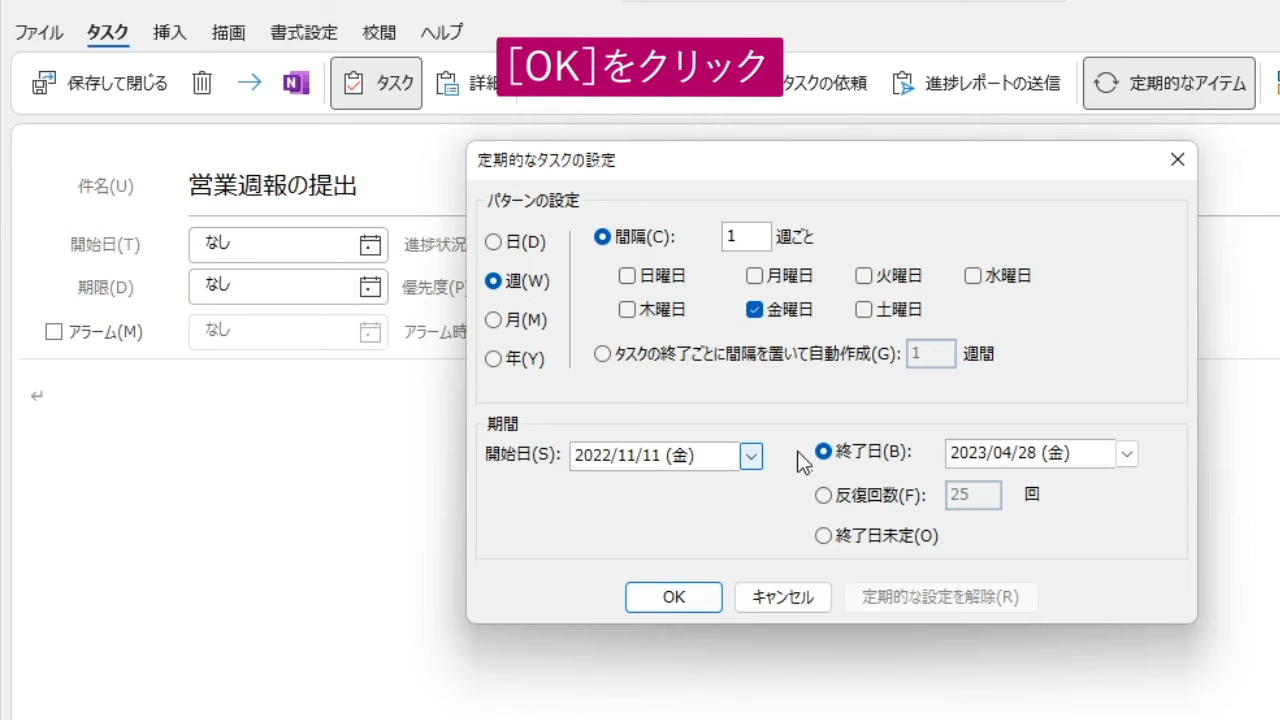 ファイル タスク 挿入 描画 書式設定 校閲 ヘルプ
［OK］をクリック
保存して閉じる タスク 詳細 タスクの依頼 進捗レポートの送信 定期的なアイテム
件名(U) 営業週報の提出
開始日(T) なし 進捗状況
期限(D) なし 優先度(P)
アラーム(M) なし アラーム時
定期的なタスクの設定
パターンの設定
日(D)
週(W)
月(M)
年(Y)
間隔(C): 1 週ごと
日曜日 月曜日 火曜日 水曜日
木曜日 金曜日 土曜日
タスクの終了ごとに間隔を置いて自動作成(G): 1 週間
期間
開始日(S): 2022/11/11 (金)
終了日(B): 2023/04/28 (金)
反復回数(F): 25 回
終了日未定(O)
OK キャンセル 定期的な設定を解除(R)